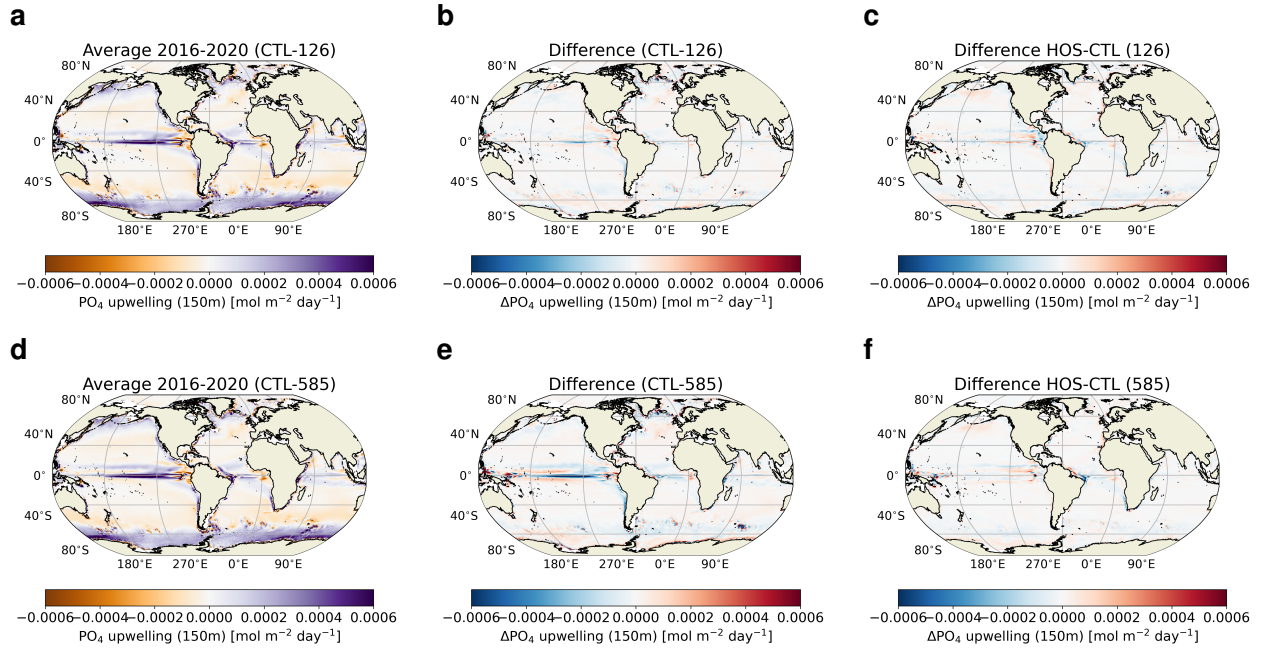 a
b
c
Average 2016-2020 (CTL-126)
Difference (CTL-126)
Difference HOS-CTL (126)
80°N
40°N
0°
40°S
80°S
180°E 270°E 0°E 90°E
80°N
40°N
0°
40°S
80°S
180°E 270°E 0°E 90°E
80°N
40°N
0°
40°S
80°S
180°E 270°E 0°E 90°E
−0.0006 −0.0004 −0.0002 0.0000 0.0002 0.0004 0.0006
PO₄ upwelling (150m) [mol m⁻² day⁻¹]
−0.0006 −0.0004 −0.0002 0.0000 0.0002 0.0004 0.0006
ΔPO₄ upwelling (150m) [mol m⁻² day⁻¹]
−0.0006 −0.0004 −0.0002 0.0000 0.0002 0.0004 0.0006
ΔPO₄ upwelling (150m) [mol m⁻² day⁻¹]
d
e
f
Average 2016-2020 (CTL-585)
Difference (CTL-585)
Difference HOS-CTL (585)
80°N
40°N
0°
40°S
80°S
180°E 270°E 0°E 90°E
80°N
40°N
0°
40°S
80°S
180°E 270°E 0°E 90°E
80°N
40°N
0°
40°S
80°S
180°E 270°E 0°E 90°E
−0.0006 −0.0004 −0.0002 0.0000 0.0002 0.0004 0.0006
PO₄ upwelling (150m) [mol m⁻² day⁻¹]
−0.0006 −0.0004 −0.0002 0.0000 0.0002 0.0004 0.0006
ΔPO₄ upwelling (150m) [mol m⁻² day⁻¹]
−0.0006 −0.0004 −0.0002 0.0000 0.0002 0.0004 0.0006
ΔPO₄ upwelling (150m) [mol m⁻² day⁻¹]